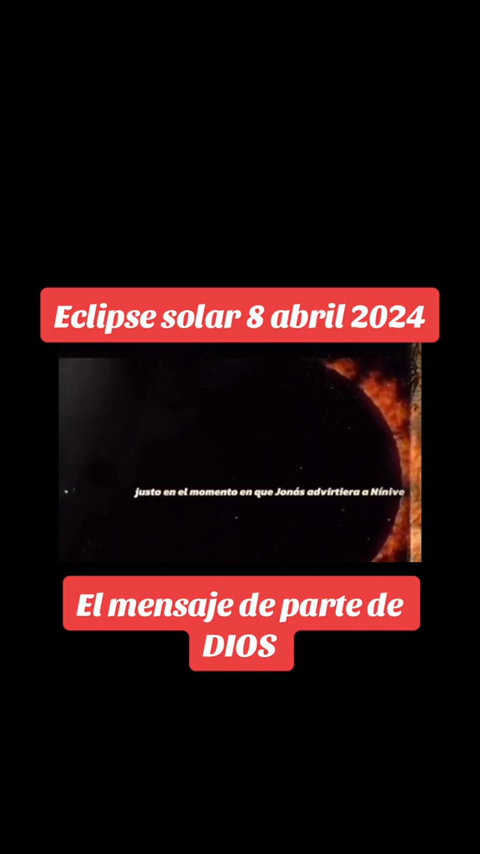 Eclipse solar 8 abril 2024
justo en el momento en que Jonás advirtiera a Nínive
El mensaje de parte de
DIOS